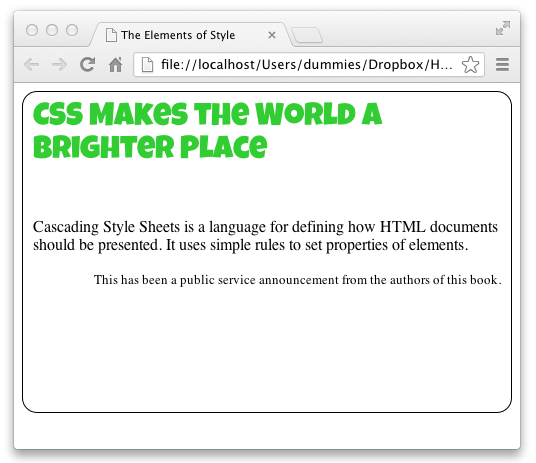 The Elements of Style
file://localhost/Users/dummies/Dropbox/H...
CSS Makes the World a
Brighter Place
Cascading Style Sheets is a language for defining how HTML documents
should be presented. It uses simple rules to set properties of elements.
This has been a public service announcement from the authors of this book.